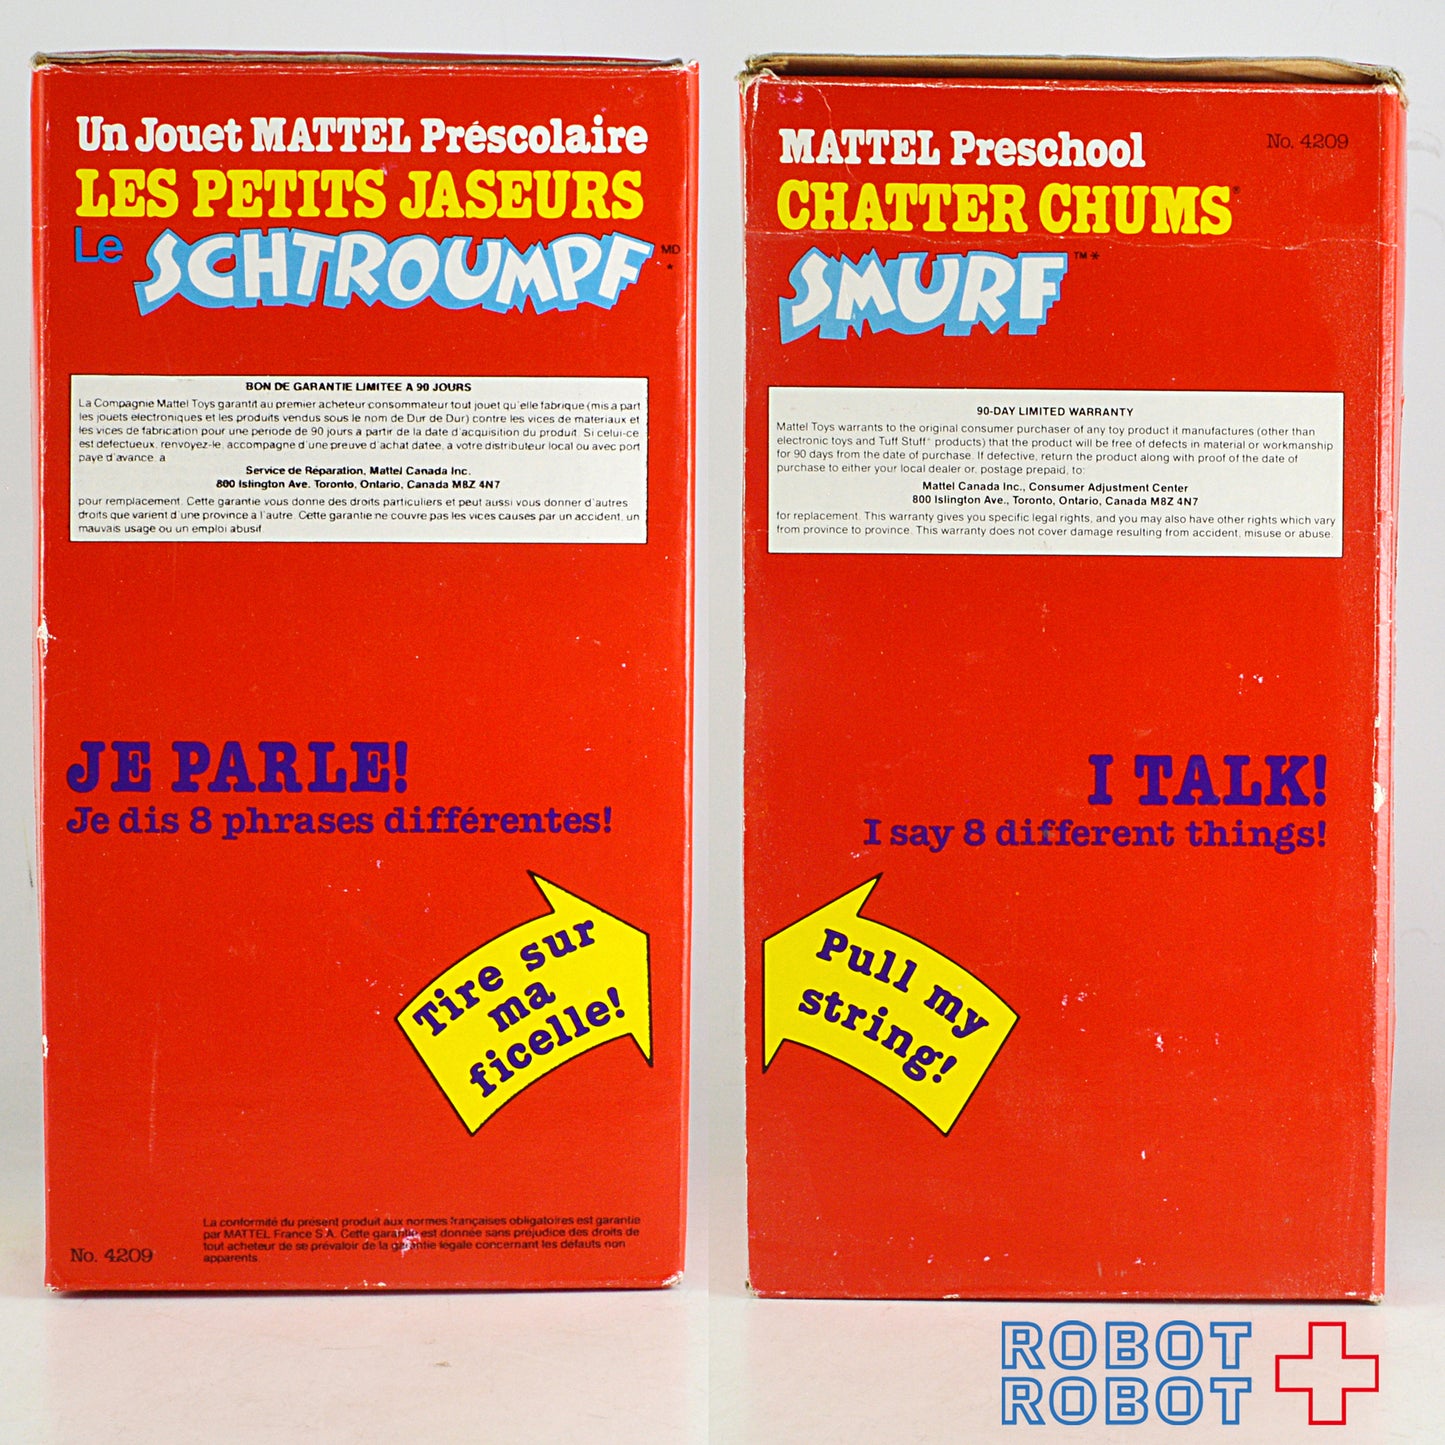 Un Jouet MATTEL Préscolaire
LES PETITS JASEURS
Le SCHTROUMPF MD
*
BON DE GARANTIE LIMITEE A 90 JOURS
La Compagnie Mattel Toys garantit au premier acheteur consommateur tout jouet qu'elle fabrique (mis a part
les jouets electroniques et les produits vendus sous le nom de Dur de Dur) contre les vices de materiaux et
les vices de fabrication pour une periode de 90 jours a partir de la date d'acquisition du produit. Si celui-ce
est defectueux, renvoyez-le, accompagne d'une preuve d'achat datee, a votre distributeur local ou avec port
paye d'avance, a
Service de Réparation, Mattel Canada Inc.
800 Islington Ave. Toronto, Ontario, Canada M8Z 4N7
pour remplacement. Cette garantie vous donne des droits particuliers et peut aussi vous donner d'autres
droits que varient d'une province a l'autre. Cette garantie ne couvre pas les vices causes par un accident, un
mauvais usage ou un emploi abusif.
JE PARLE!
Je dis 8 phrases différentes!
Tire sur
ma
ficelle!
La conformité du présent produit aux normes françaises obligatoires est garantie
par MATTEL France S.A. Cette garantie est donnée sans préjudice des droits de
tout acheteur de se prévaloir de la garantie légale concernant les défauts non
apparents.
No. 4209
MATTEL Preschool
No. 4209
CHATTER CHUMS®
SMURF ™*
90-DAY LIMITED WARRANTY
Mattel Toys warrants to the original consumer purchaser of any toy product it manufactures (other than
electronic toys and Tuff Stuff® products) that the product will be free of defects in material or workmanship
for 90 days from the date of purchase. If defective, return the product along with proof of the date of
purchase to either your local dealer or, postage prepaid, to:
Mattel Canada Inc., Consumer Adjustment Center
800 Islington Ave., Toronto, Ontario, Canada M8Z 4N7
for replacement. This warranty gives you specific legal rights, and you may also have other rights which vary
from province to province. This warranty does not cover damage resulting from accident, misuse or abuse.
I TALK!
I say 8 different things!
Pull my
string!
ROBOT
ROBOT